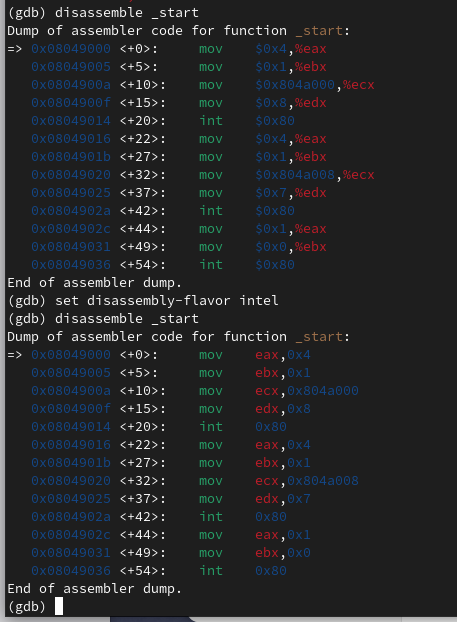 (gdb) disassemble _start
Dump of assembler code for function _start:
=> 0x08049000 <+0>:     mov    $0x4,%eax
   0x08049005 <+5>:     mov    $0x1,%ebx
   0x0804900a <+10>:    mov    $0x804a000,%ecx
   0x0804900f <+15>:    mov    $0x8,%edx
   0x08049014 <+20>:    int    $0x80
   0x08049016 <+22>:    mov    $0x4,%eax
   0x0804901b <+27>:    mov    $0x1,%ebx
   0x08049020 <+32>:    mov    $0x804a008,%ecx
   0x08049025 <+37>:    mov    $0x7,%edx
   0x0804902a <+42>:    int    $0x80
   0x0804902c <+44>:    mov    $0x1,%eax
   0x08049031 <+49>:    mov    $0x0,%ebx
   0x08049036 <+54>:    int    $0x80
End of assembler dump.
(gdb) set disassembly-flavor intel
(gdb) disassemble _start
Dump of assembler code for function _start:
=> 0x08049000 <+0>:     mov    eax,0x4
   0x08049005 <+5>:     mov    ebx,0x1
   0x0804900a <+10>:    mov    ecx,0x804a000
   0x0804900f <+15>:    mov    edx,0x8
   0x08049014 <+20>:    int    0x80
   0x08049016 <+22>:    mov    eax,0x4
   0x0804901b <+27>:    mov    ebx,0x1
   0x08049020 <+32>:    mov    ecx,0x804a008
   0x08049025 <+37>:    mov    edx,0x7
   0x0804902a <+42>:    int    0x80
   0x0804902c <+44>:    mov    eax,0x1
   0x08049031 <+49>:    mov    ebx,0x0
   0x08049036 <+54>:    int    0x80
End of assembler dump.
(gdb)